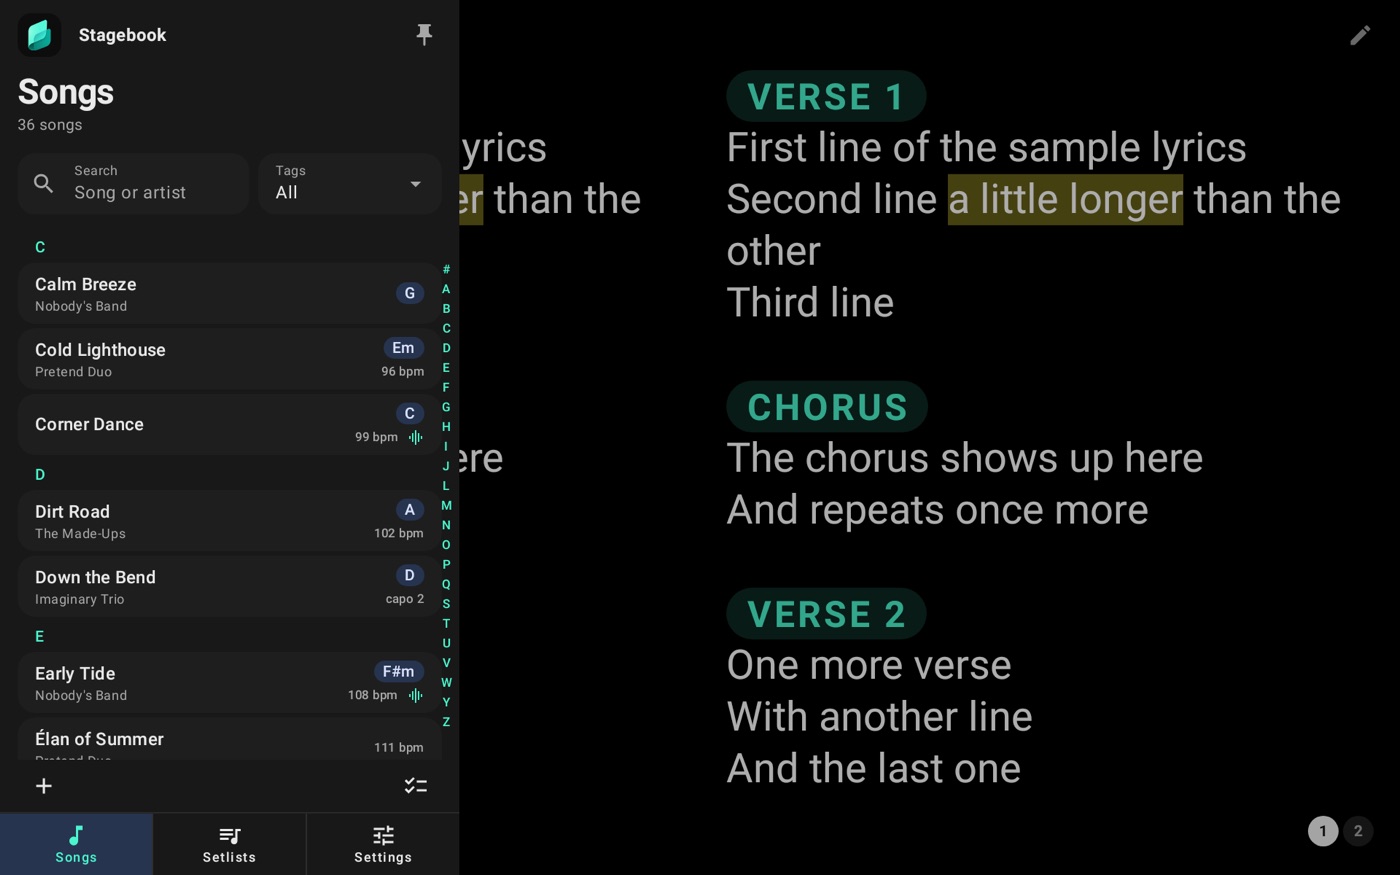 Stagebook
Songs
36 songs
Search
Song or artist
Tags
All
C
Calm Breeze
Nobody's Band
G
Cold Lighthouse
Pretend Duo
Em
96 bpm
Corner Dance
C
99 bpm
D
Dirt Road
The Made-Ups
A
102 bpm
Down the Bend
Imaginary Trio
D
capo 2
E
Early Tide
Nobody's Band
F#m
108 bpm
Élan of Summer
Pretend Duo
111 bpm
#
A
B
C
D
E
F
G
H
I
J
L
M
N
O
P
Q
S
T
U
V
W
Y
Z
Songs
Setlists
Settings
yrics
er than the
ere
VERSE 1
First line of the sample lyrics
Second line a little longer than the
other
Third line
CHORUS
The chorus shows up here
And repeats once more
VERSE 2
One more verse
With another line
And the last one
1 2